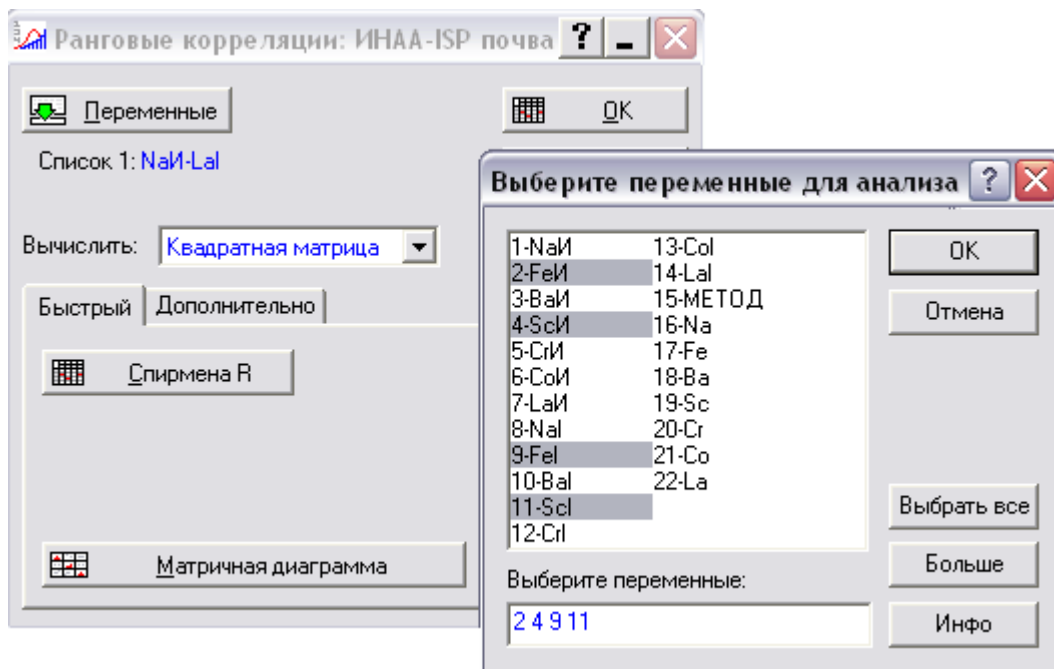 Ранговые корреляции: ИНАА-ISP почва
Переменные
OK
Список 1: NaИ-LaI
Вычислить: Квадратная матрица
Быстрый Дополнительно
Спирмена R
Матричная диаграмма
Выберите переменные для анализа
1-NaИ
2-FeИ
3-BaИ
4-ScИ
5-CrИ
6-CoИ
7-LaИ
8-NaI
9-FeI
10-BaI
11-ScI
12-CrI
13-CoI
14-LaI
15-МЕТОД
16-Na
17-Fe
18-Ba
19-Sc
20-Cr
21-Co
22-La
OK
Отмена
Выбрать все
Больше
Инфо
Выберите переменные:
2 4 9 11